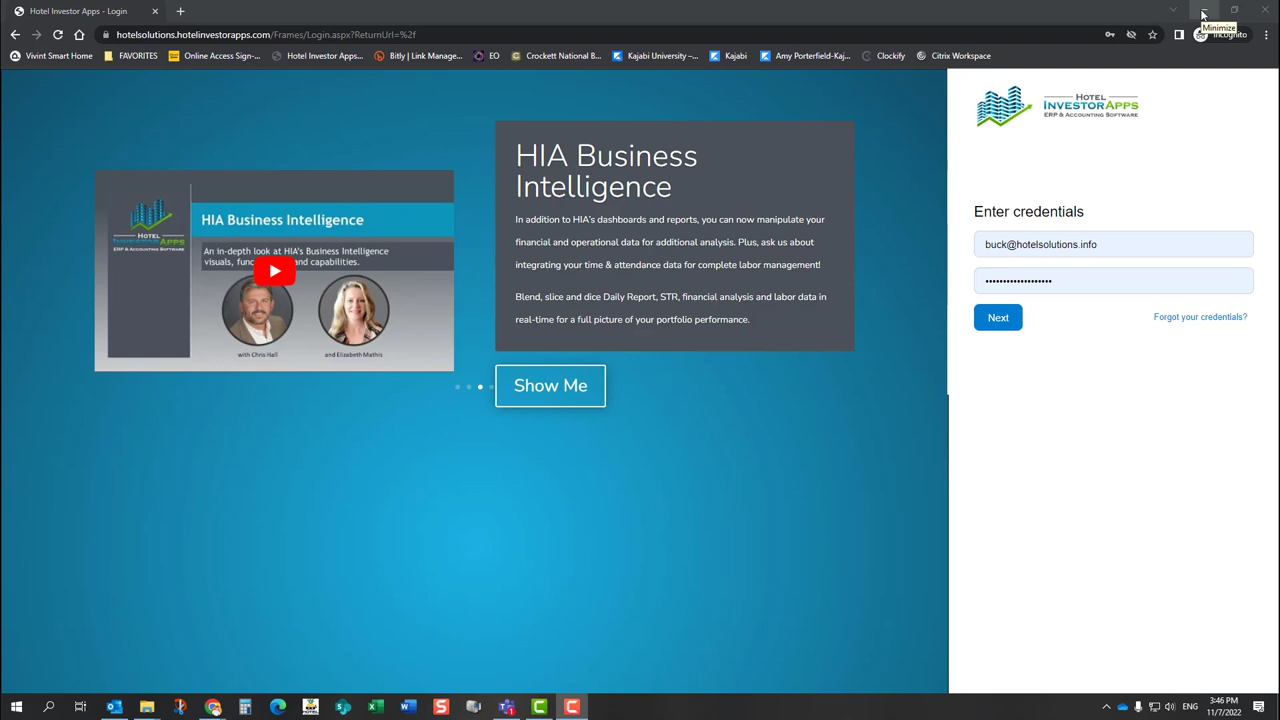 Hotel Investor Apps - Login
Minimize
hotelsolutions.hotelinvestorapps.com/Frames/Login.aspx?ReturnUrl=%2f
Incognito
Vivint Smart Home
FAVORITES
Online Access Sign-...
Hotel Investor Apps...
Bitly | Link Manage...
EO
Crockett National B...
Kajabi University –...
Kajabi
Amy Porterfield-Kaj...
Clockify
Citrix Workspace
HOTEL
INVESTORAPPS
ERP & ACCOUNTING SOFTWARE
HIA Business Intelligence
An in-depth look at HIA's Business Intelligence
with Chris Hall
and Elizabeth Mathis
HIA Business
Intelligence
In addition to HIA's dashboards and reports, you can now manipulate your
financial and operational data for additional analysis. Plus, ask us about
integrating your time & attendance data for complete labor management!
Blend, slice and dice Daily Report, STR, financial analysis and labor data in
real-time for a full picture of your portfolio performance.
Show Me
HOTEL
INVESTORAPPS
ERP & ACCOUNTING SOFTWARE
Enter credentials
buck@hotelsolutions.info
••••••••••••••••••
Next
Forgot your credentials?
ENG
3:46 PM
11/7/2022